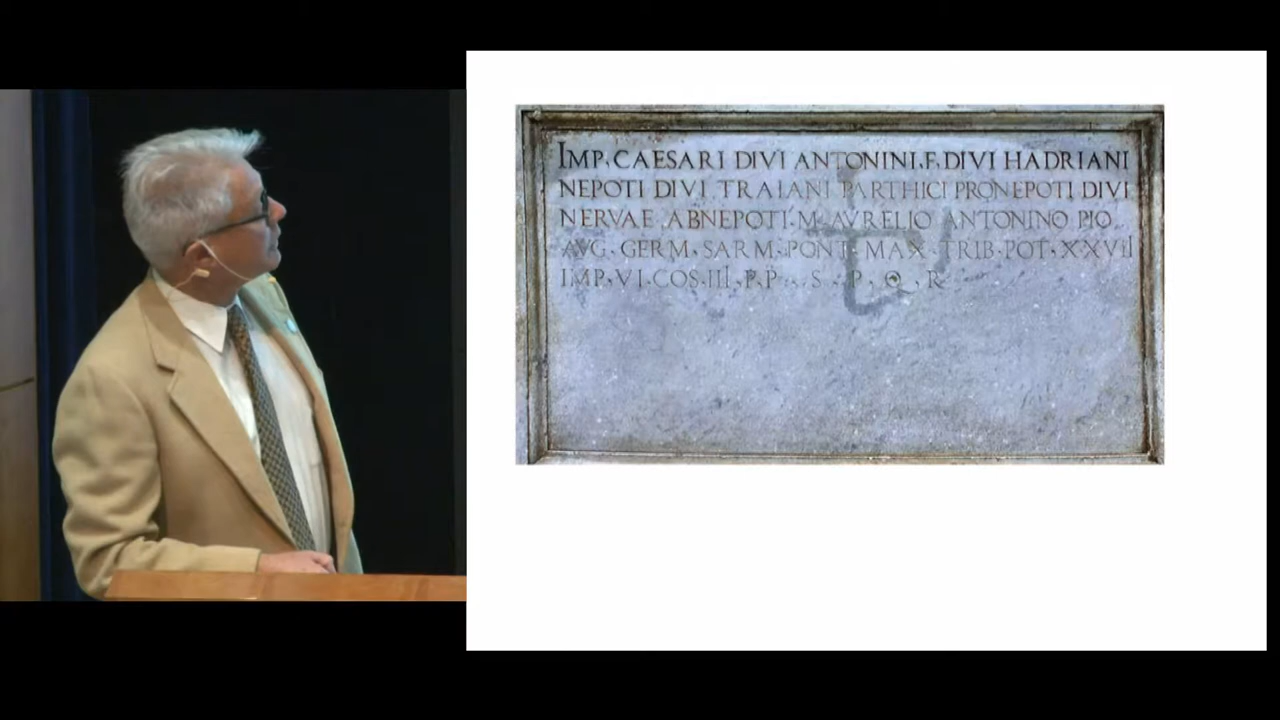 IMP. CAESARI DIVI ANTONINI.F.DIVI HADRIANI
NEPOTI DIVI TRAIANI PARTHICI PRONEPOTI DIVI
NERVAE ABNEPOTI.M.AVRELIO ANTONINO PIO
AVG. GERM. SARM. PONT. MAX TRIB.POT.XXVII
IMP.VI.COS.III.P.P. S. P. Q. R